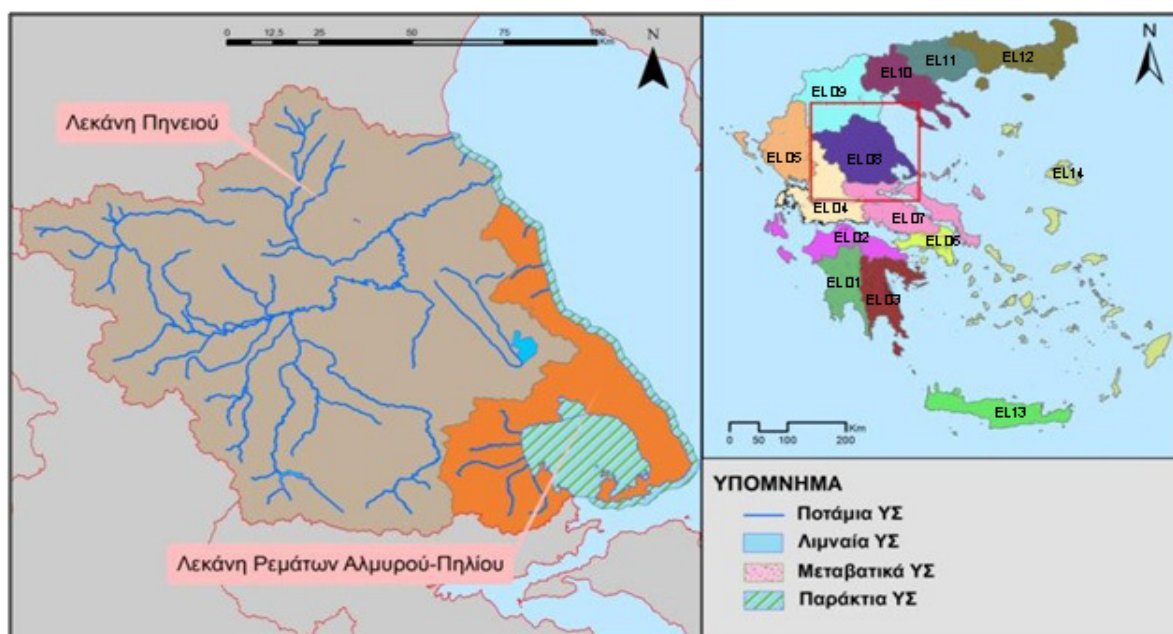 0 12,5 25 50 75 100
Km
N
Λεκάνη Πηνειού
Λεκάνη Ρεμάτων Αλμυρού-Πηλίου
N
EL12
EL11
EL10
EL09
EL05
EL08
EL14
EL04
EL07
EL02
EL06
EL01
EL03
EL13
0 50 100 200
Km
ΥΠΟΜΝΗΜΑ
Ποτάμια ΥΣ
Λιμναία ΥΣ
Μεταβατικά ΥΣ
Παράκτια ΥΣ